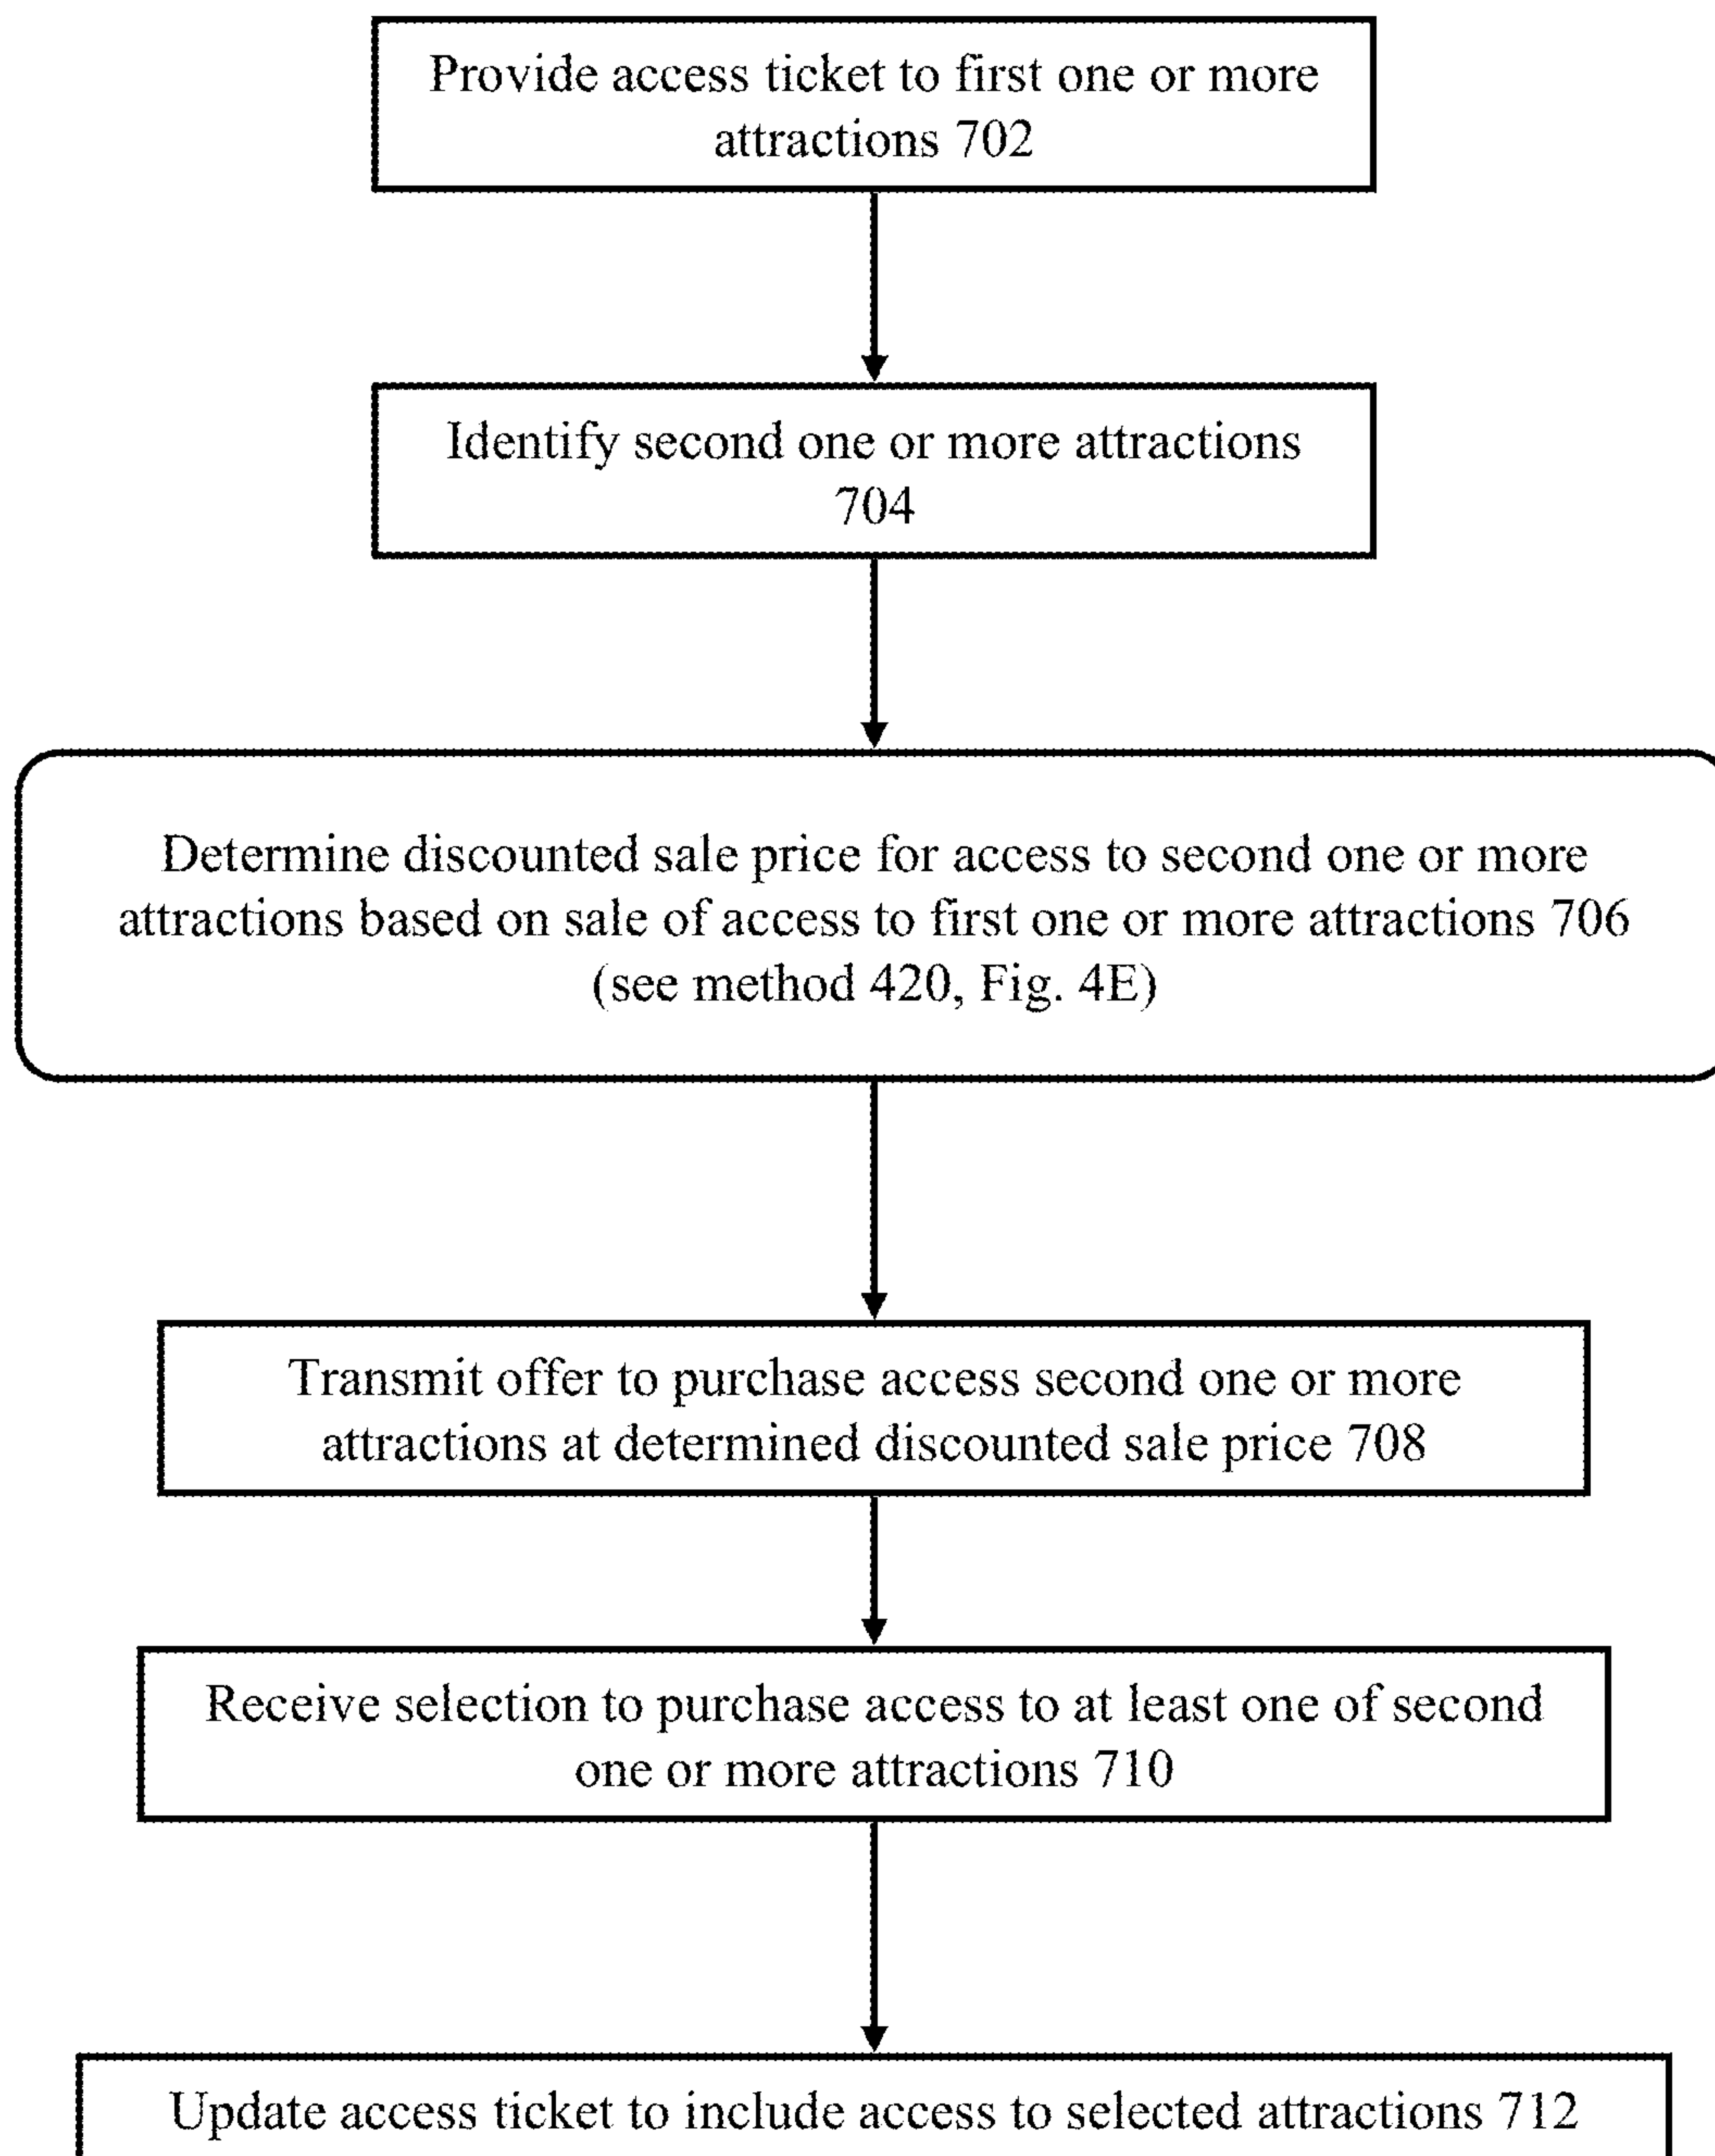 Provide access ticket to first one or more
attractions 702
Identify second one or more attractions
704
Determine discounted sale price for access to second one or more
attractions based on sale of access to first one or more attractions 706
(see method 420, Fig. 4E)
Transmit offer to purchase access second one or more
attractions at determined discounted sale price 708
Receive selection to purchase access to at least one of second
one or more attractions 710
Update access ticket to include access to selected attractions 712